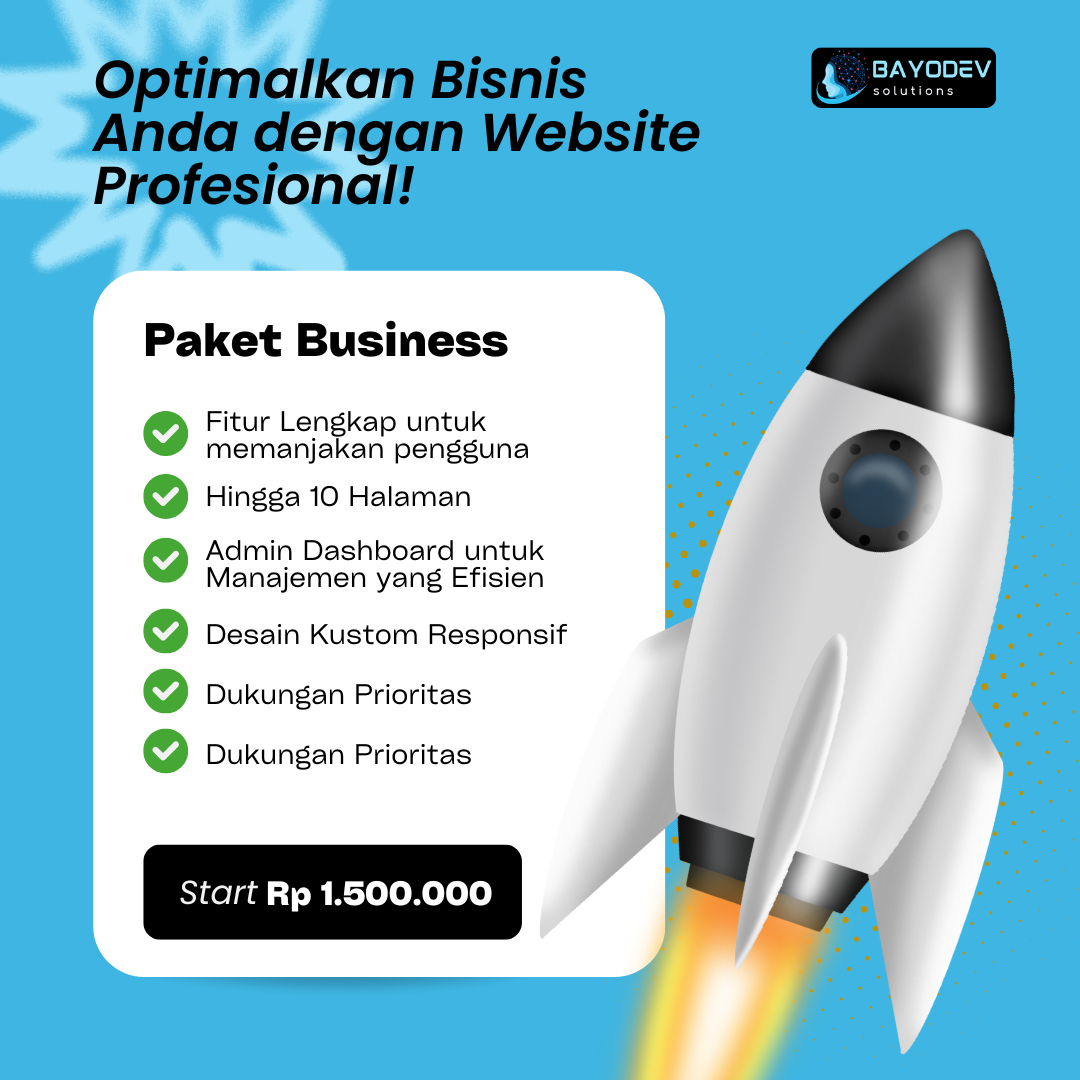 Optimalkan Bisnis
Anda dengan Website
Profesional!
BAYODEV
solutions
Paket Business
Fitur Lengkap untuk
memanjakan pengguna
Hingga 10 Halaman
Admin Dashboard untuk
Manajemen yang Efisien
Desain Kustom Responsif
Dukungan Prioritas
Dukungan Prioritas
Start Rp 1.500.000